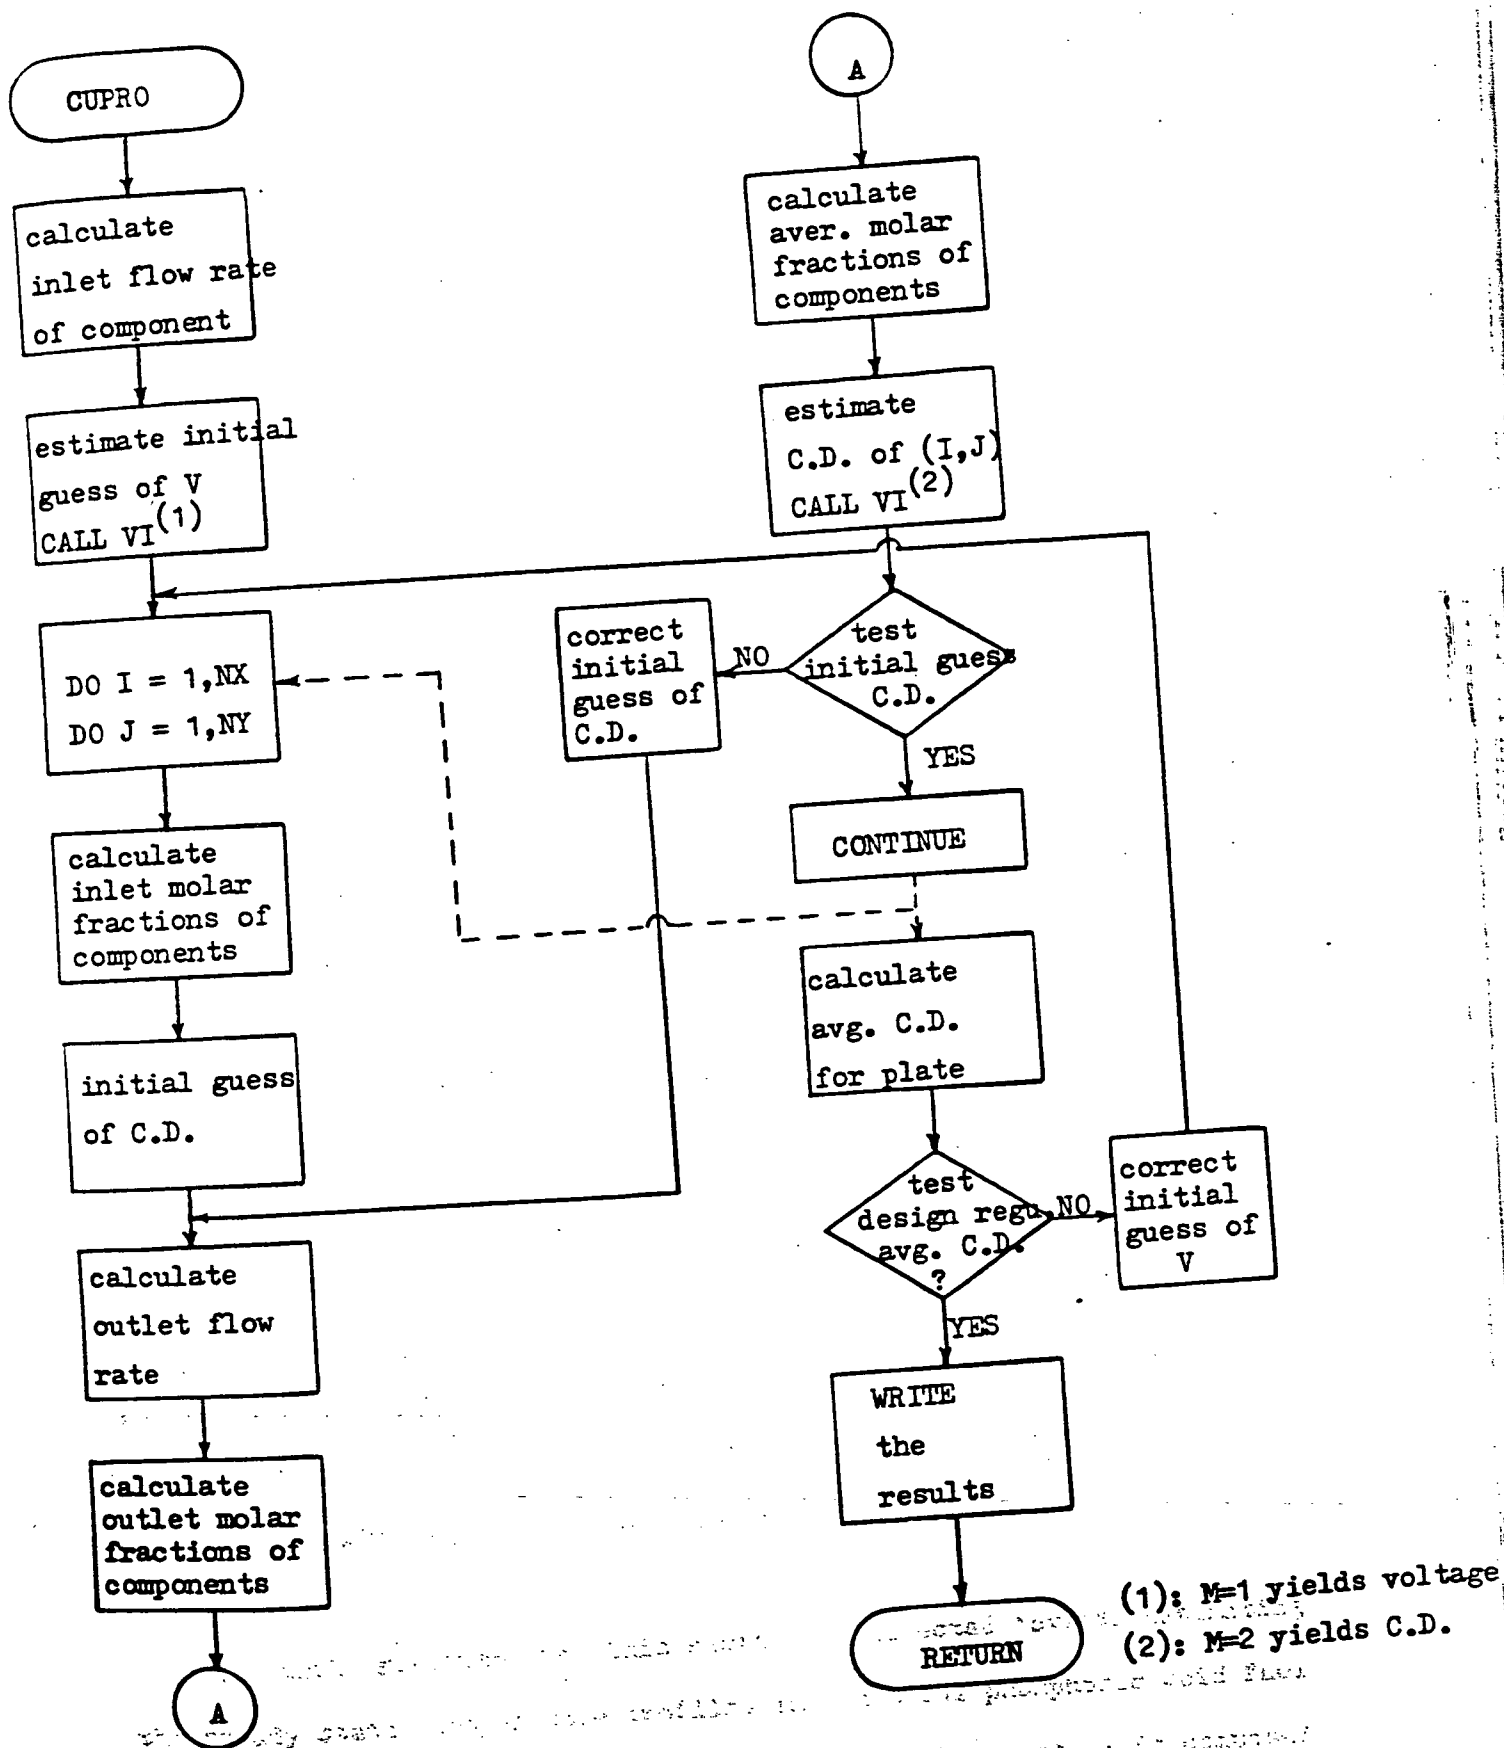 CUPRO
calculate
inlet flow rate
of component
estimate initial
guess of V
CALL VI(1)
DO I = 1,NX
DO J = 1,NY
calculate
inlet molar
fractions of
components
initial guess
of C.D.
calculate
outlet flow
rate
calculate
outlet molar
fractions of
components
A
A
calculate
aver. molar
fractions of
components
estimate
C.D. of (I,J)
CALL VI(2)
test
initial guess
C.D.
NO
correct
initial
guess of
C.D.
YES
CONTINUE
calculate
avg. C.D.
for plate
test
design regu.
avg. C.D.
?
NO
correct
initial
guess of
V
YES
WRITE
the
results
RETURN
(1): M=1 yields voltage
(2): M=2 yields C.D.